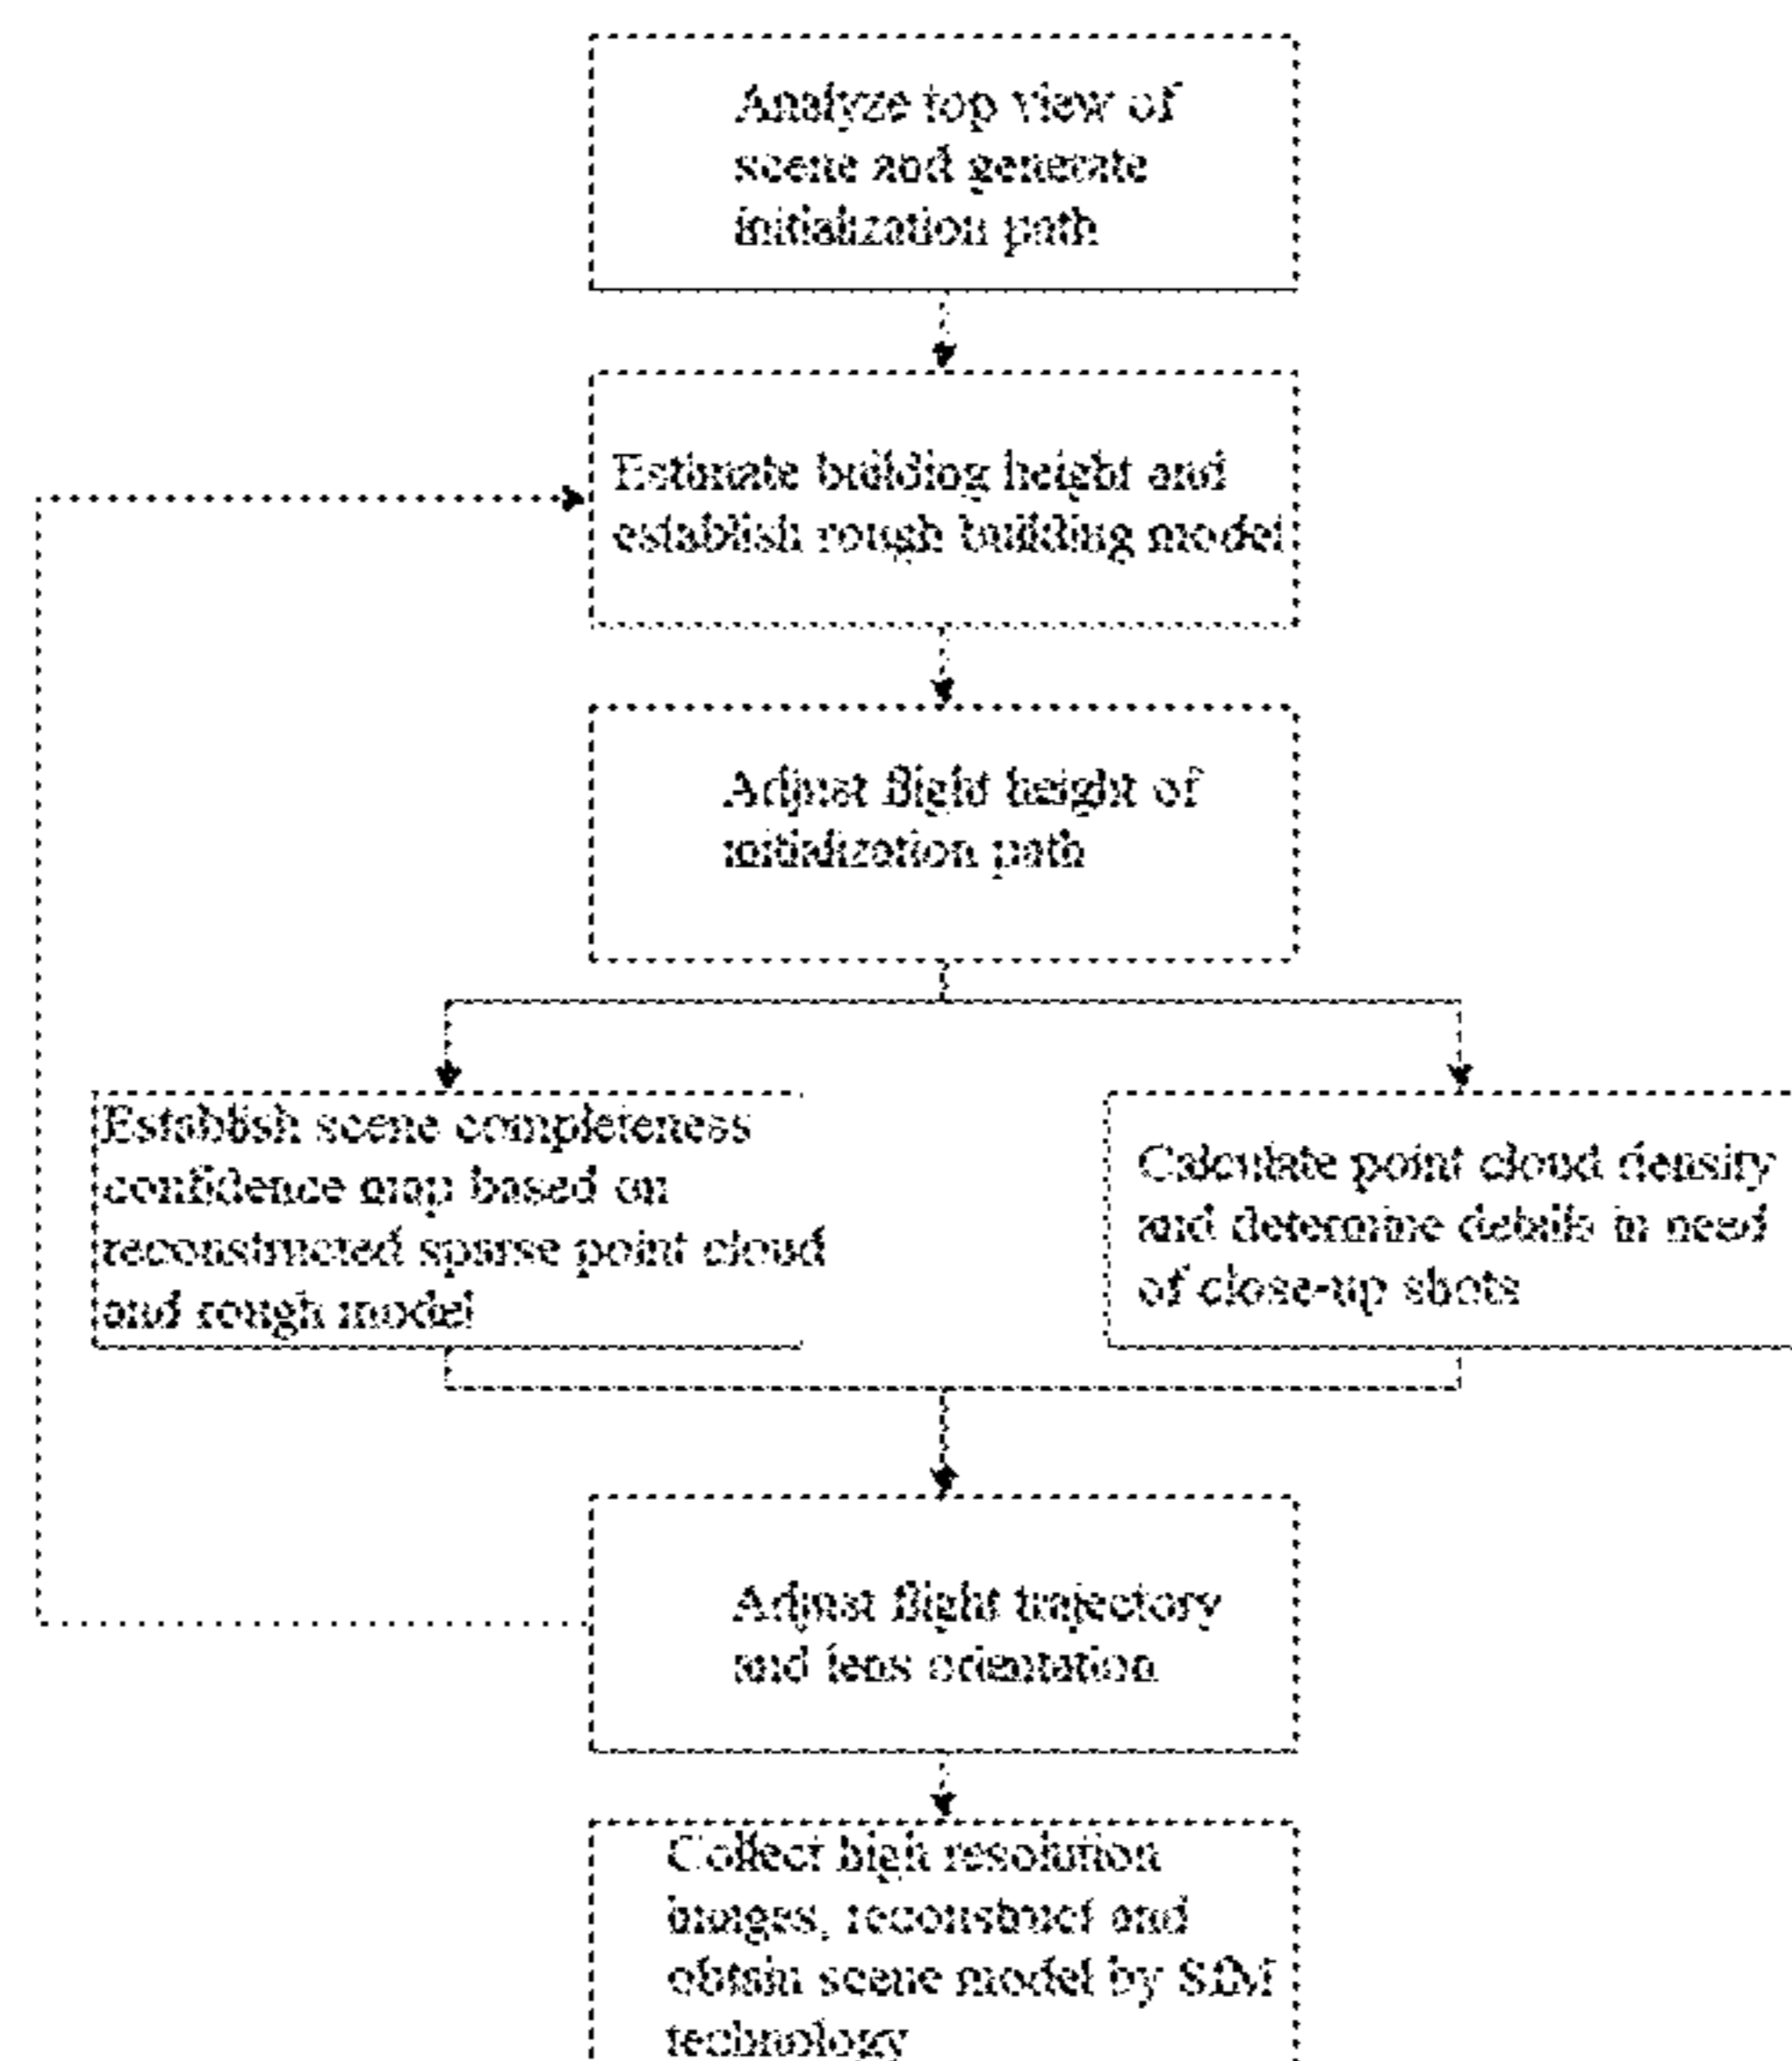 Analyze top view of
scene and generate
initialization path
Estimate building height and
establish rough building model
Adjust flight height of
initialization path
Establish scene completeness
confidence map based on
reconstructed sparse point cloud
and rough model
Calculate point cloud density
and determine details in need
of close-up shots
Adjust flight trajectory
and lens orientation
Collect high resolution
images, reconstruct and
obtain scene model by SfM
technology